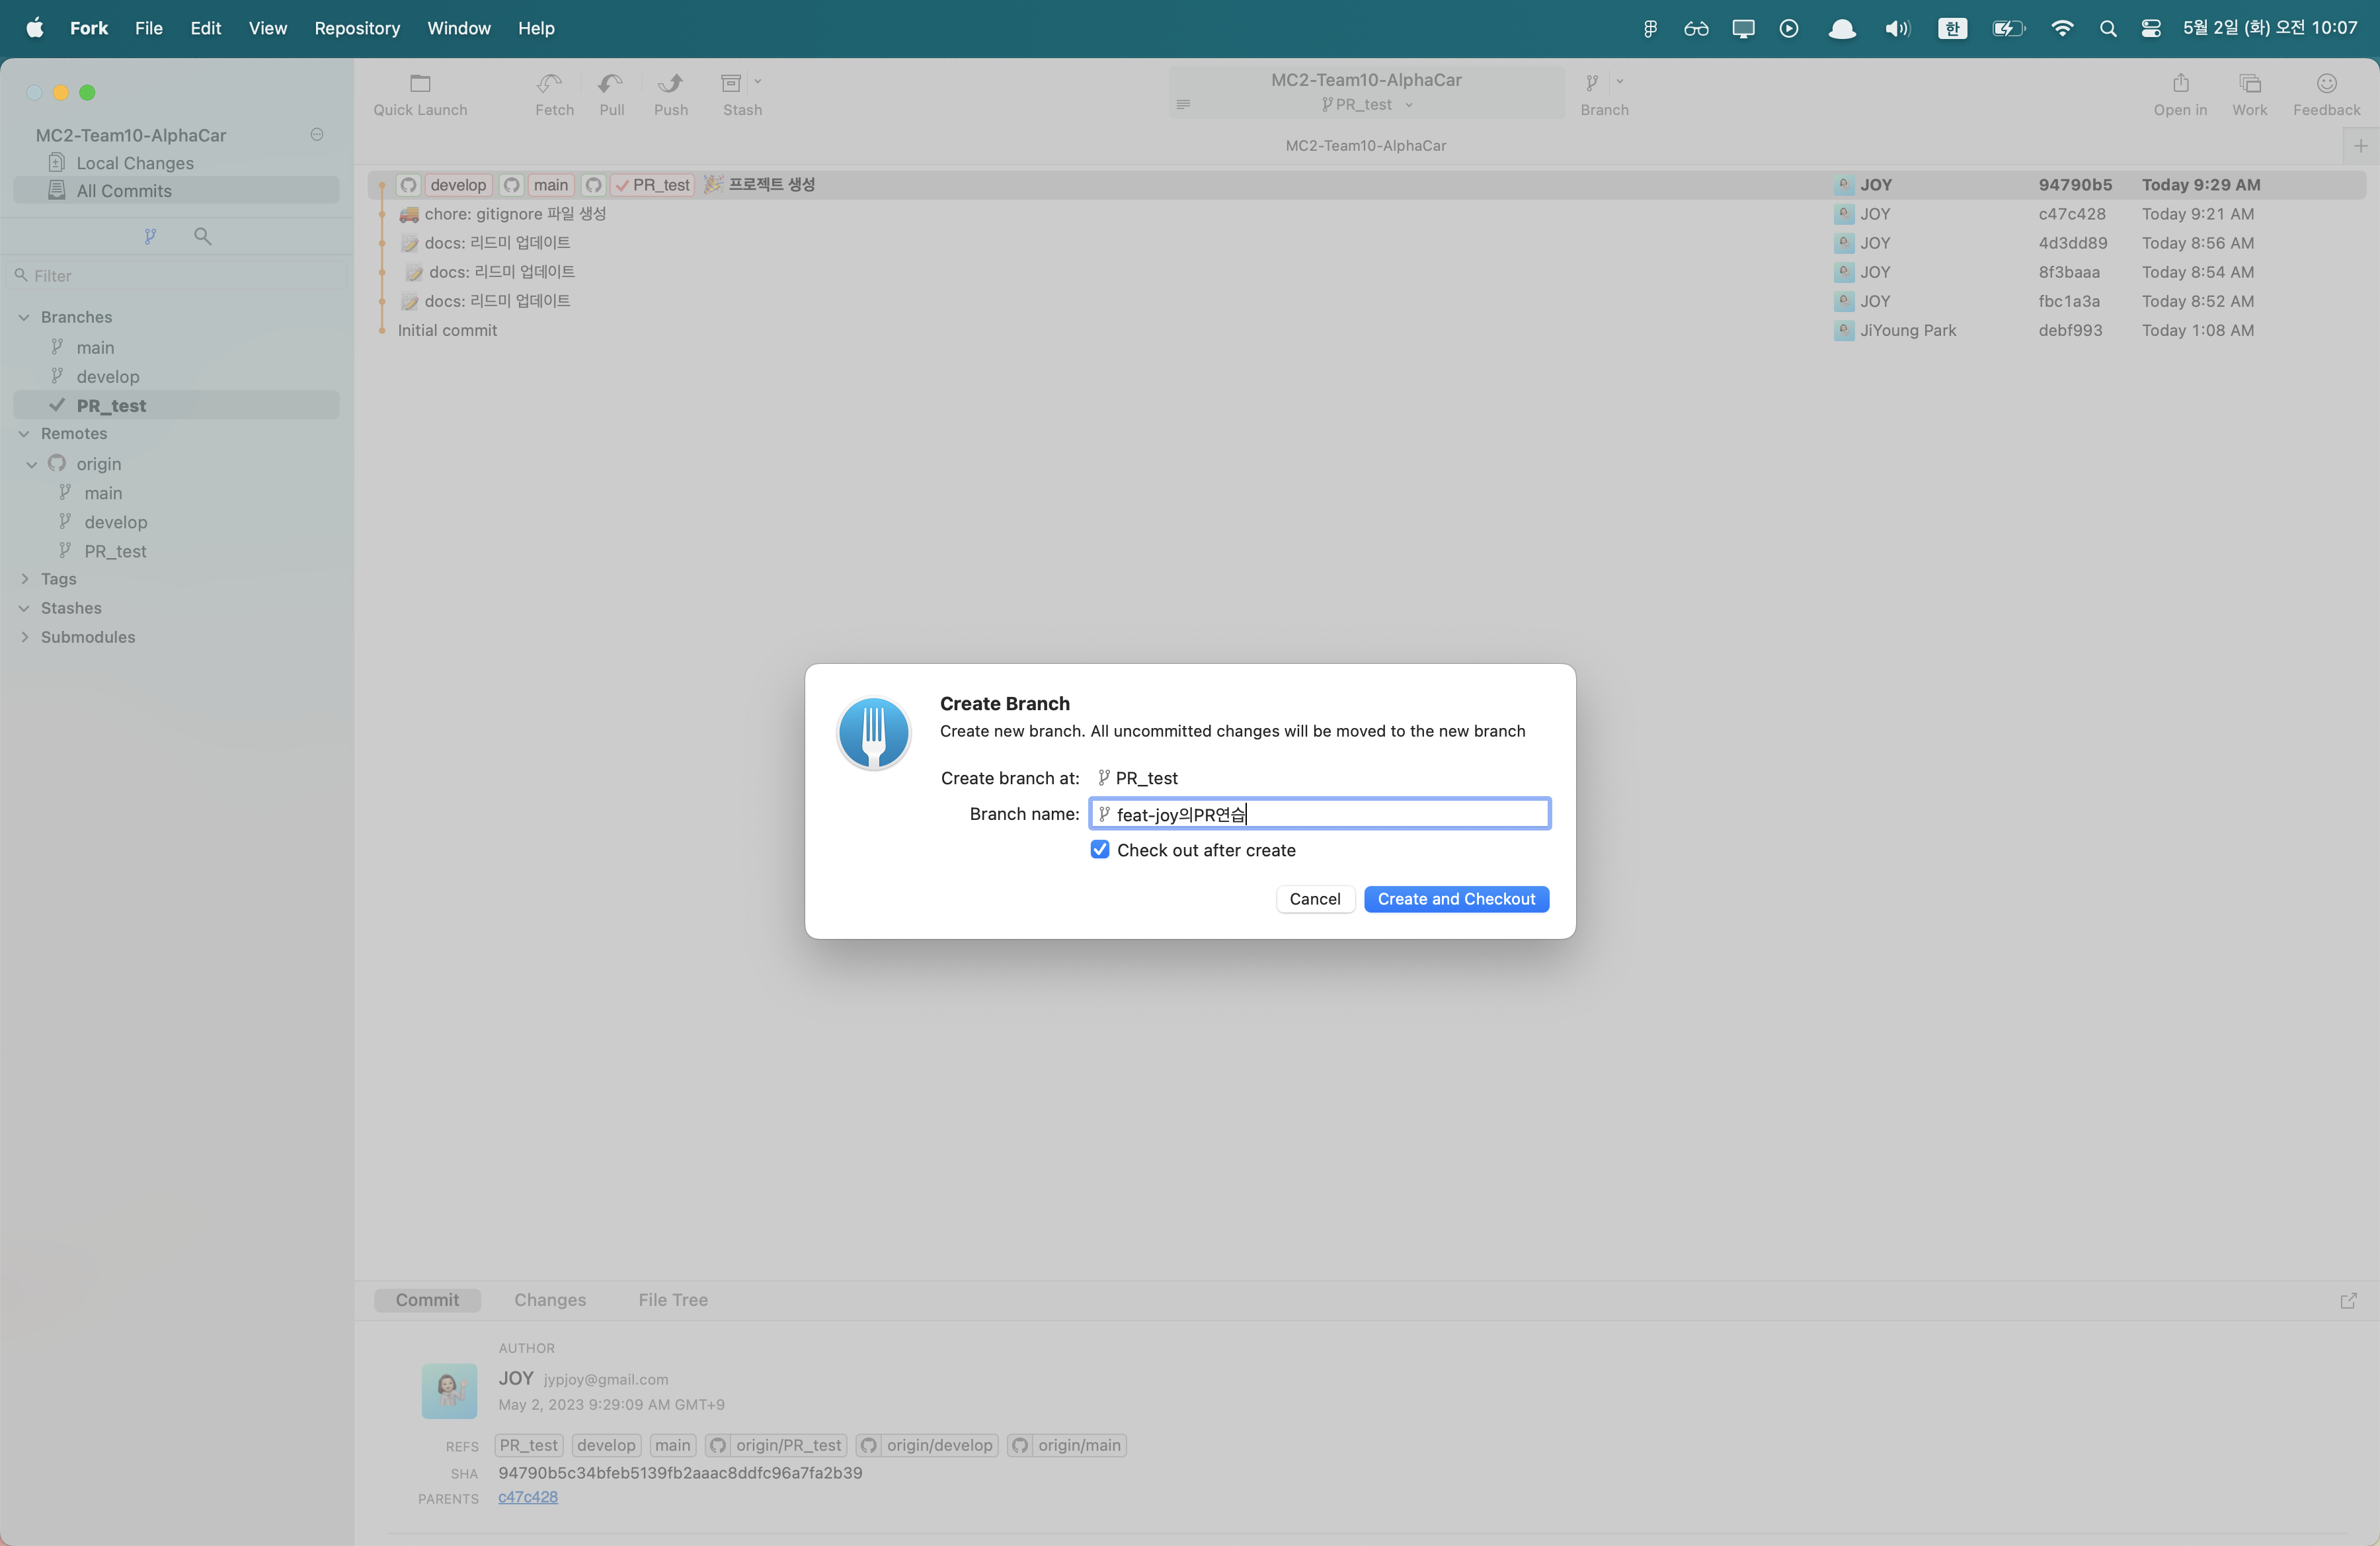 Fork File Edit View Repository Window Help 한 5월 2일 (화) 오전 10:07
Quick Launch Fetch Pull Push Stash MC2-Team10-AlphaCar PR_test Branch Open in Work Feedback
MC2-Team10-AlphaCar
MC2-Team10-AlphaCar
Local Changes
All Commits
Filter
Branches
main
develop
PR_test
Remotes
origin
main
develop
PR_test
Tags
Stashes
Submodules
develop main PR_test 🎉 프로젝트 생성 JOY 94790b5 Today 9:29 AM
🚚 chore: gitignore 파일 생성 JOY c47c428 Today 9:21 AM
📝 docs: 리드미 업데이트 JOY 4d3dd89 Today 8:56 AM
📝 docs: 리드미 업데이트 JOY 8f3baaa Today 8:54 AM
📝 docs: 리드미 업데이트 JOY fbc1a3a Today 8:52 AM
Initial commit JiYoung Park debf993 Today 1:08 AM
Create Branch
Create new branch. All uncommitted changes will be moved to the new branch
Create branch at: PR_test
Branch name: feat-joy의PR연습
Check out after create
Cancel Create and Checkout
Commit Changes File Tree
AUTHOR
JOY jypjoy@gmail.com
May 2, 2023 9:29:09 AM GMT+9
REFS PR_test develop main origin/PR_test origin/develop origin/main
SHA 94790b5c34bfeb5139fb2aaac8ddfc96a7fa2b39
PARENTS c47c428